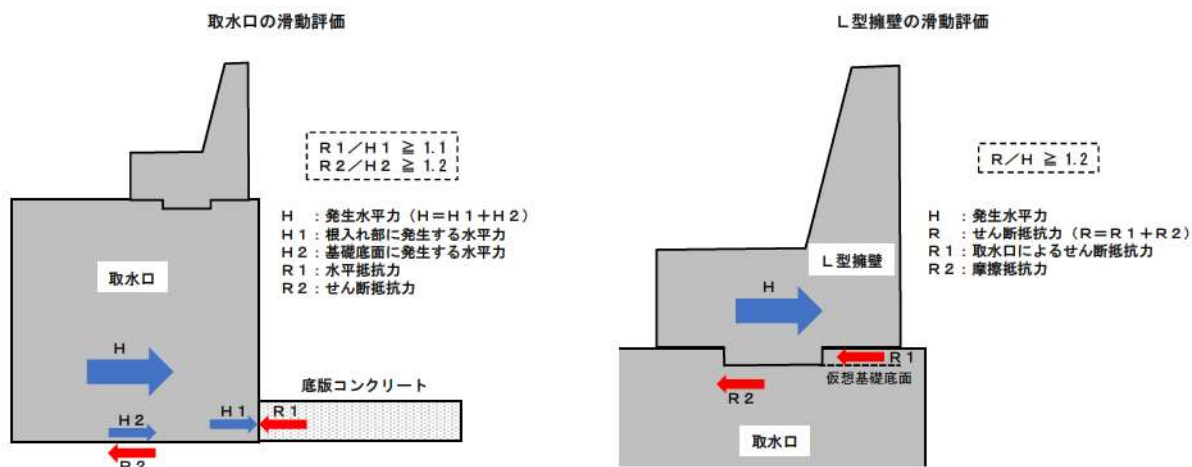 取水口の滑動評価
R1/H1 ≧ 1.1
R2/H2 ≧ 1.2
H :発生水平力(H=H1+H2)
H1:根入れ部に発生する水平力
H2:基礎底面に発生する水平力
R1:水平抵抗力
R2:せん断抵抗力
取水口
H
底版コンクリート
H2
H1
R1
R2
L型擁壁の滑動評価
R/H ≧ 1.2
H :発生水平力
R :せん断抵抗力(R=R1+R2)
R1:取水口によるせん断抵抗力
R2:摩擦抵抗力
L型擁壁
H
R1
仮想基礎底面
R2
取水口